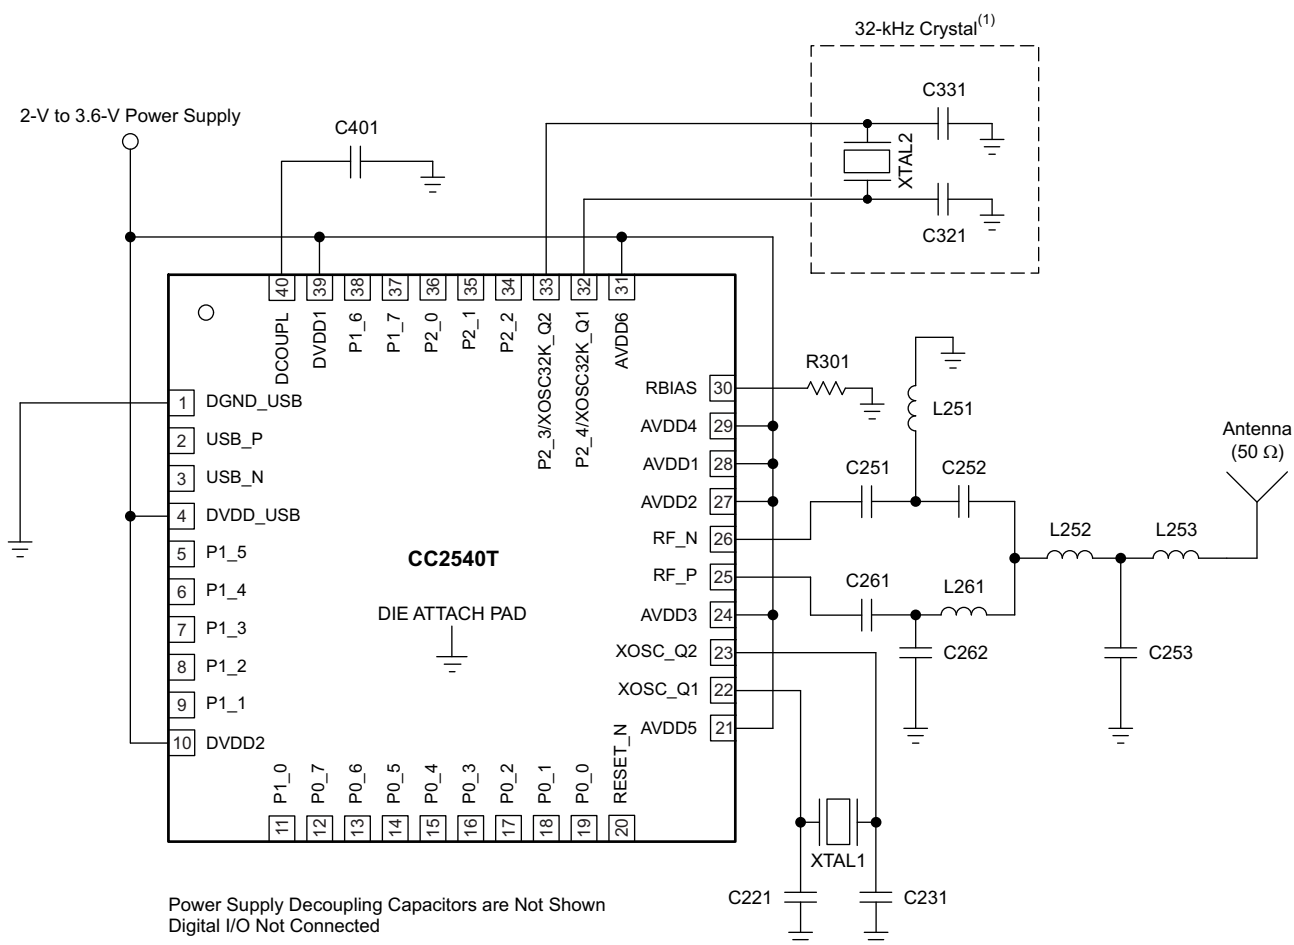 32-kHz Crystal(1)
C331
2-V to 3.6-V Power Supply
C401
XTAL2
C321
40
39
38
37
36
35
34
33
32
31
DCOUPL
DVDD1
P1_6
P1_7
P2_0
P2_1
P2_2
P2_3/XOSC32K_Q2
P2_4/XOSC32K_Q1
AVDD6
1 DGND_USB
2 USB_P
3 USB_N
4 DVDD_USB
5 P1_5
6 P1_4
7 P1_3
8 P1_2
9 P1_1
10 DVDD2
CC2540T
DIE ATTACH PAD
RBIAS 30
AVDD4 29
AVDD1 28
AVDD2 27
RF_N 26
RF_P 25
AVDD3 24
XOSC_Q2 23
XOSC_Q1 22
AVDD5 21
R301
L251
Antenna
(50 Ω)
C251
C252
L252
L253
C261
L261
C262
C253
P1_0
P0_7
P0_6
P0_5
P0_4
P0_3
P0_2
P0_1
P0_0
RESET_N
11
12
13
14
15
16
17
18
19
20
XTAL1
C221
C231
Power Supply Decoupling Capacitors are Not Shown
Digital I/O Not Connected